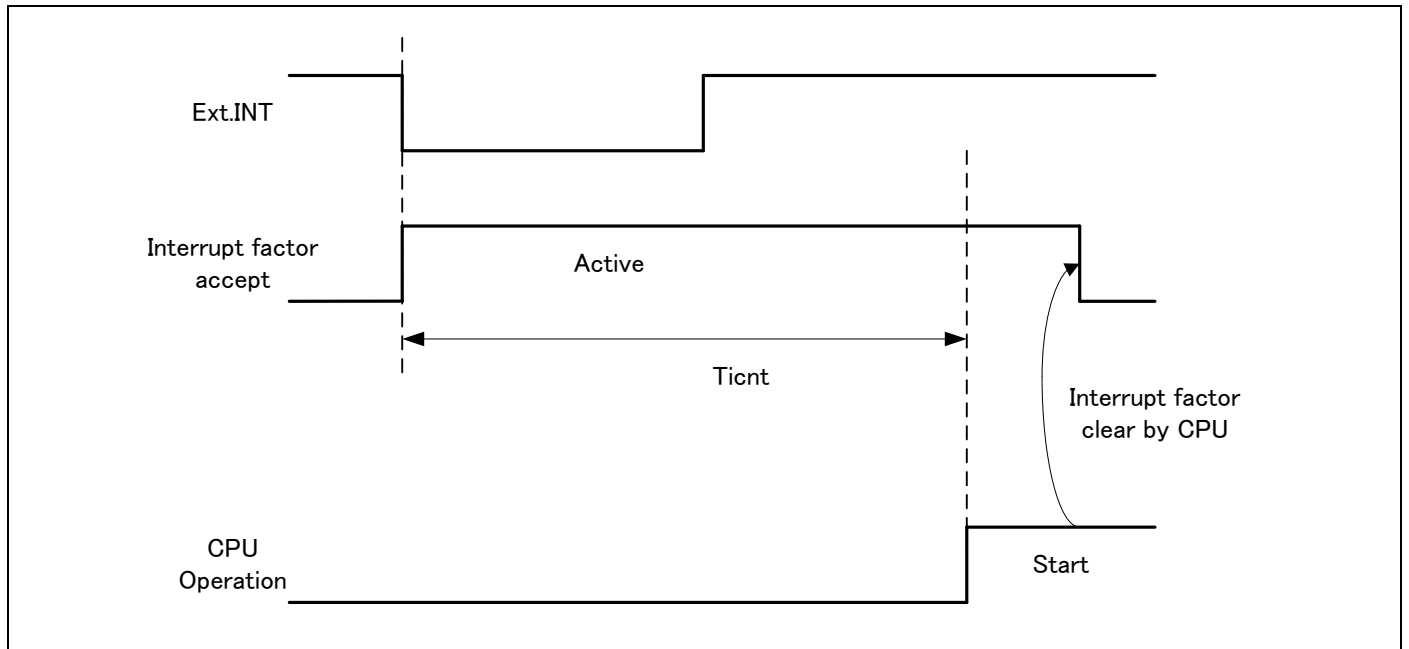 Ext.INT
Interrupt factor
accept
Active
Ticnt
Interrupt factor
clear by CPU
CPU
Operation
Start